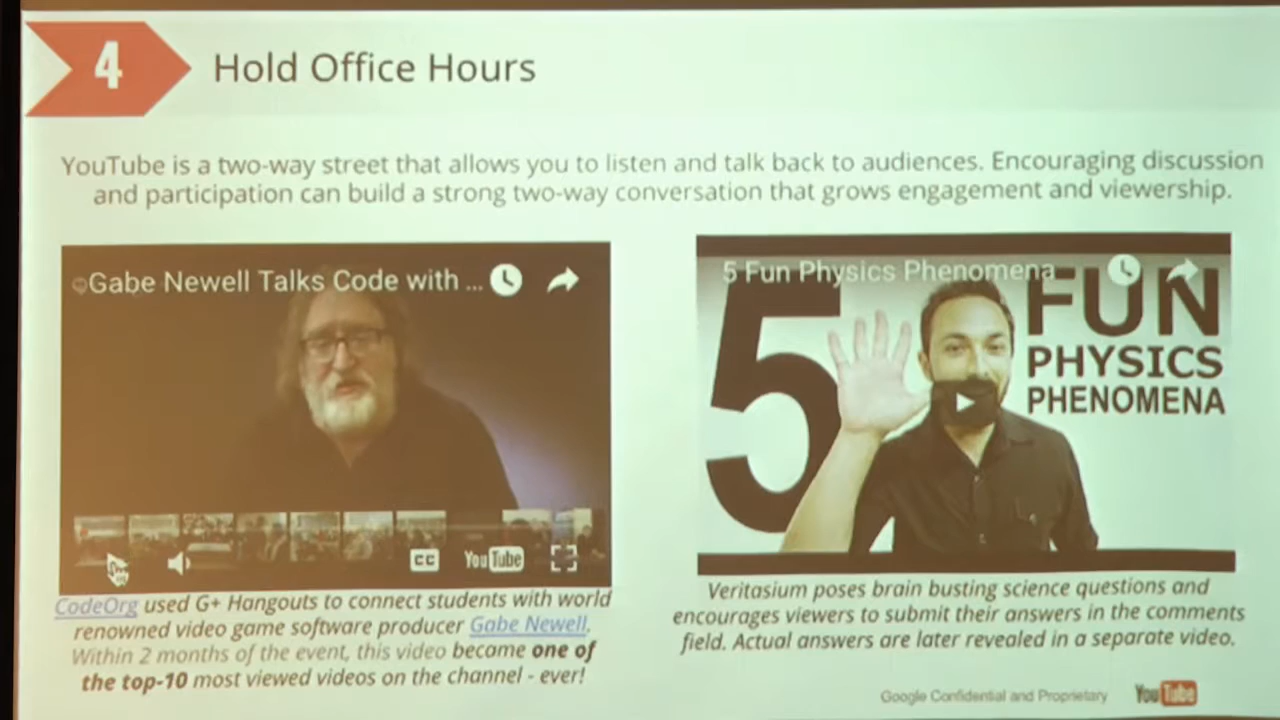 4
Hold Office Hours
YouTube is a two-way street that allows you to listen and talk back to audiences. Encouraging discussion
and participation can build a strong two-way conversation that grows engagement and viewership.
Gabe Newell Talks Code with ...
CC
YouTube
CodeOrg used G+ Hangouts to connect students with world
renowned video game software producer Gabe Newell.
Within 2 months of the event, this video became one of
the top-10 most viewed videos on the channel - ever!
5 Fun Physics Phenomena
5
FUN
PHYSICS
PHENOMENA
Veritasium poses brain busting science questions and
encourages viewers to submit their answers in the comments
field. Actual answers are later revealed in a separate video.
Google Confidential and Proprietary
YouTube